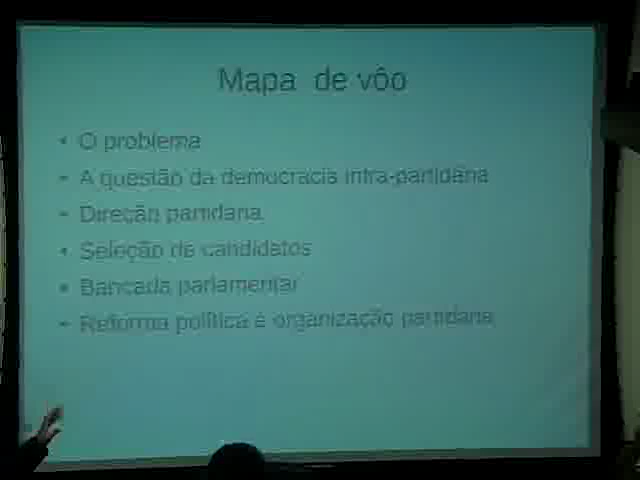 Mapa de vôo
• O problema
• A questão da democracia intra-partidária
• Direção partidária
• Seleção de candidatos
• Bancada parlamentar
• Reforma política e organização partidária